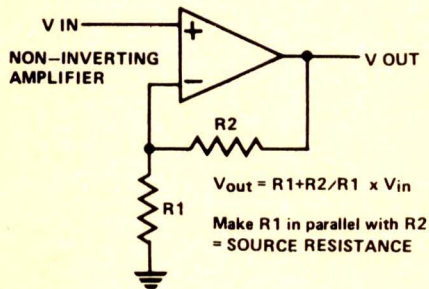 V IN
+
NON–INVERTING
AMPLIFIER
–
V OUT
R2
R1
Vout = R1+R2/R1 x Vin
Make R1 in parallel with R2
= SOURCE RESISTANCE